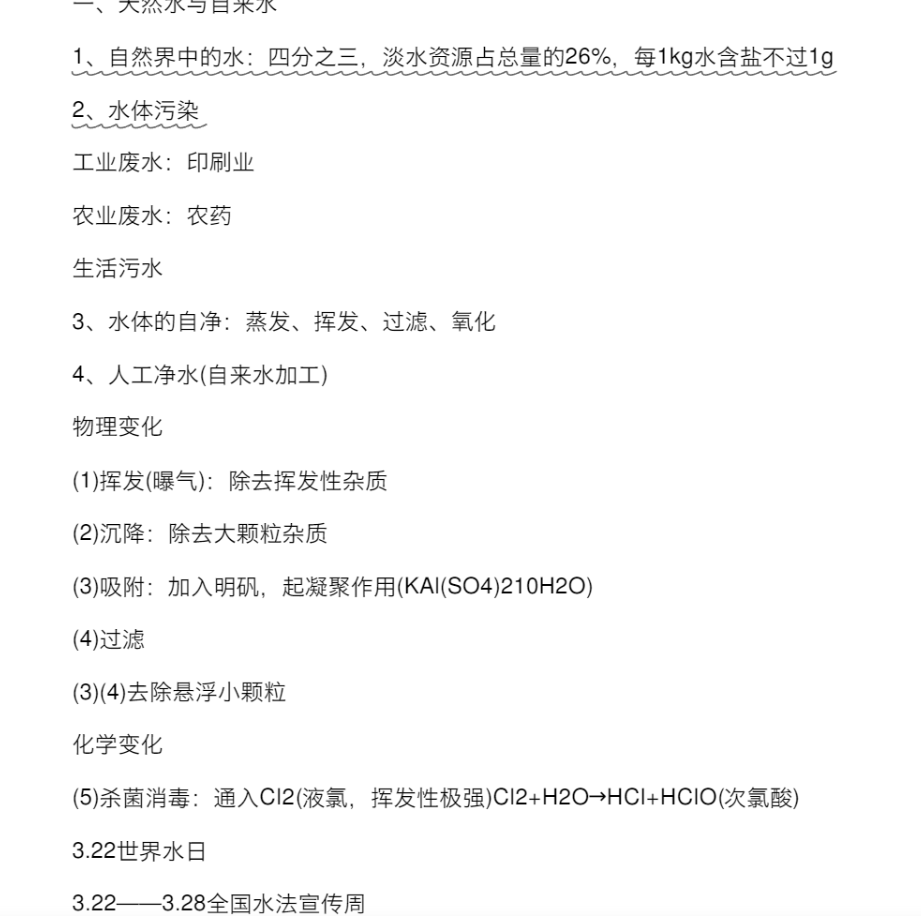 一、天然水与自来水
1、自然界中的水：四分之三，淡水资源占总量的26%，每1kg水含盐不过1g
2、水体污染
工业废水：印刷业
农业废水：农药
生活污水
3、水体的自净：蒸发、挥发、过滤、氧化
4、人工净水(自来水加工)
物理变化
(1)挥发(曝气)：除去挥发性杂质
(2)沉降：除去大颗粒杂质
(3)吸附：加入明矾，起凝聚作用(KAl(SO4)210H2O)
(4)过滤
(3)(4)去除悬浮小颗粒
化学变化
(5)杀菌消毒：通入Cl2(液氯，挥发性极强)Cl2+H2O→HCl+HClO(次氯酸)
3.22世界水日
3.22——3.28全国水法宣传周